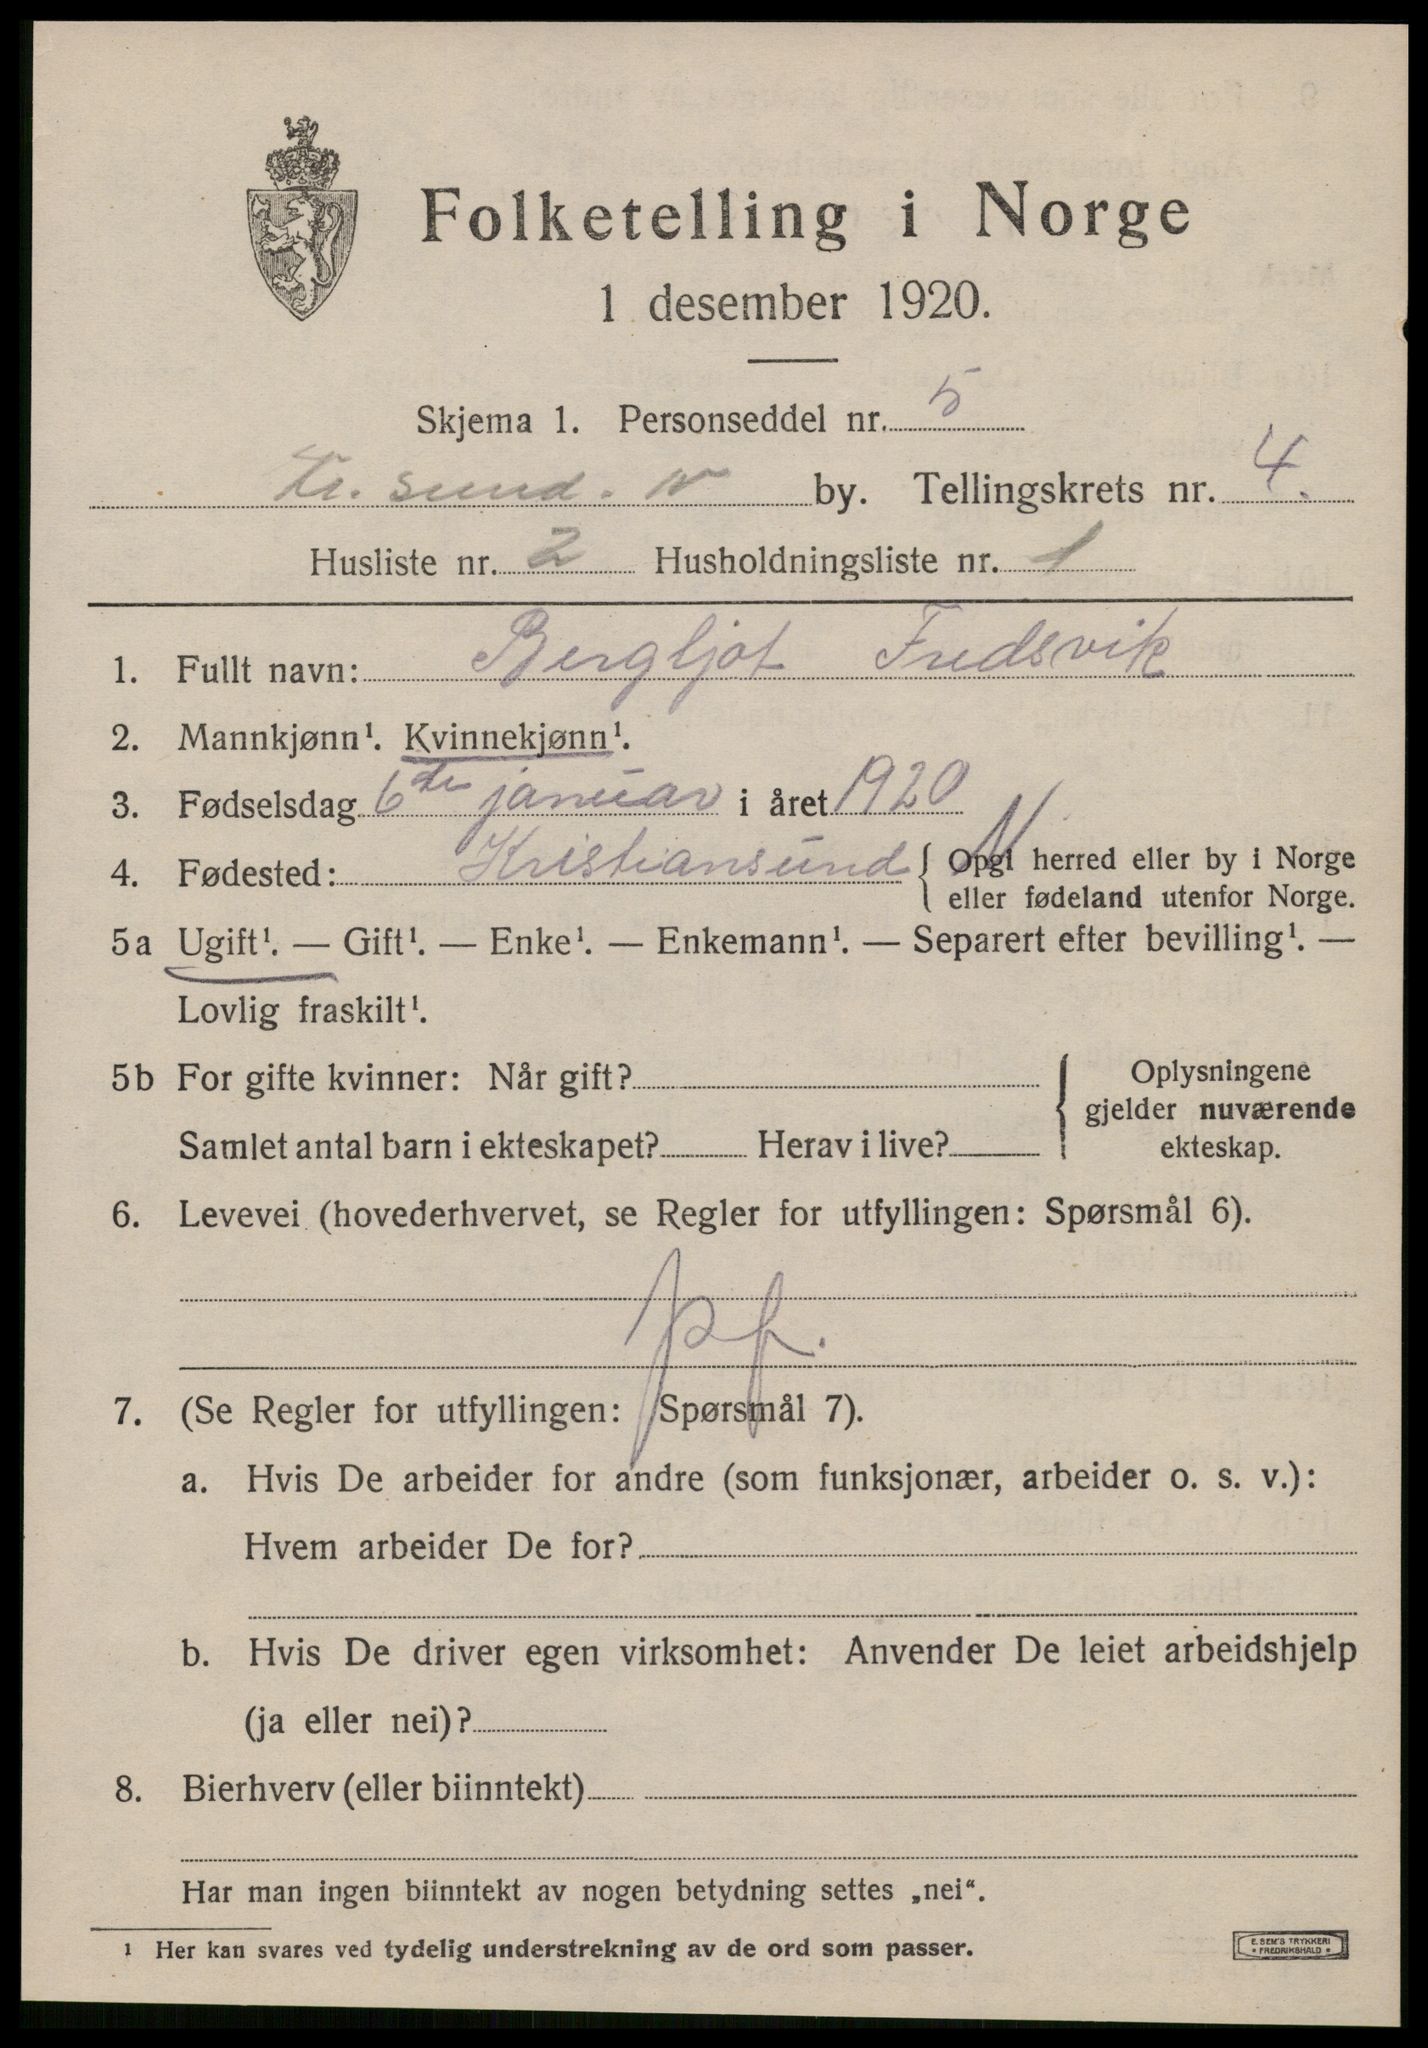 Folketelling i Norge
1 desember 1920.
Skjema 1. Personseddel nr. 5
Kr. sund. N by. Tellingskrets nr. 4.
Husliste nr. 2 Husholdningsliste nr. 1
1. Fullt navn: Bergljot Fredsvik
2. Mannkjønn¹. Kvinnekjønn¹.
3. Fødselsdag 6te januar i året 1920
4. Fødested: Kristiansund N { Opgi herred eller by i Norge
eller fødeland utenfor Norge.
5a Ugift¹. — Gift¹. — Enke¹. — Enkemann¹. — Separert efter bevilling¹. —
Lovlig fraskilt¹.
5b For gifte kvinner: Når gift?
Samlet antal barn i ekteskapet? Herav i live?
Oplysningene
gjelder nuværende
ekteskap.
6. Levevei (hovederhvervet, se Regler for utfyllingen: Spørsmål 6).
pf.
7. (Se Regler for utfyllingen: Spørsmål 7).
a. Hvis De arbeider for andre (som funksjonær, arbeider o. s. v.):
Hvem arbeider De for?
b. Hvis De driver egen virksomhet: Anvender De leiet arbeidshjelp
(ja eller nei)?
8. Bierhverv (eller biinntekt)
Har man ingen biinntekt av nogen betydning settes „nei“.
¹ Her kan svares ved tydelig understrekning av de ord som passer.
E. SEM'S TRYKKERI
• FREDRIKSHALD •